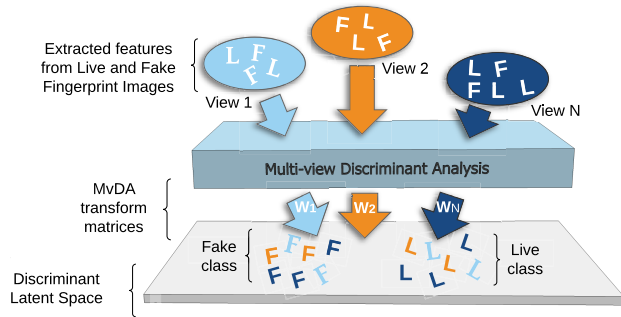 Extracted features
from Live and Fake
Fingerprint Images
L F
F L
View 1
F L
L F
View 2
L F
F L L
View N
Multi-view Discriminant Analysis
MvDA
transform
matrices
W1
W2
WN
Fake
class
F F F
F F F
L L L
L L
L L
Live
class
Discriminant
Latent Space